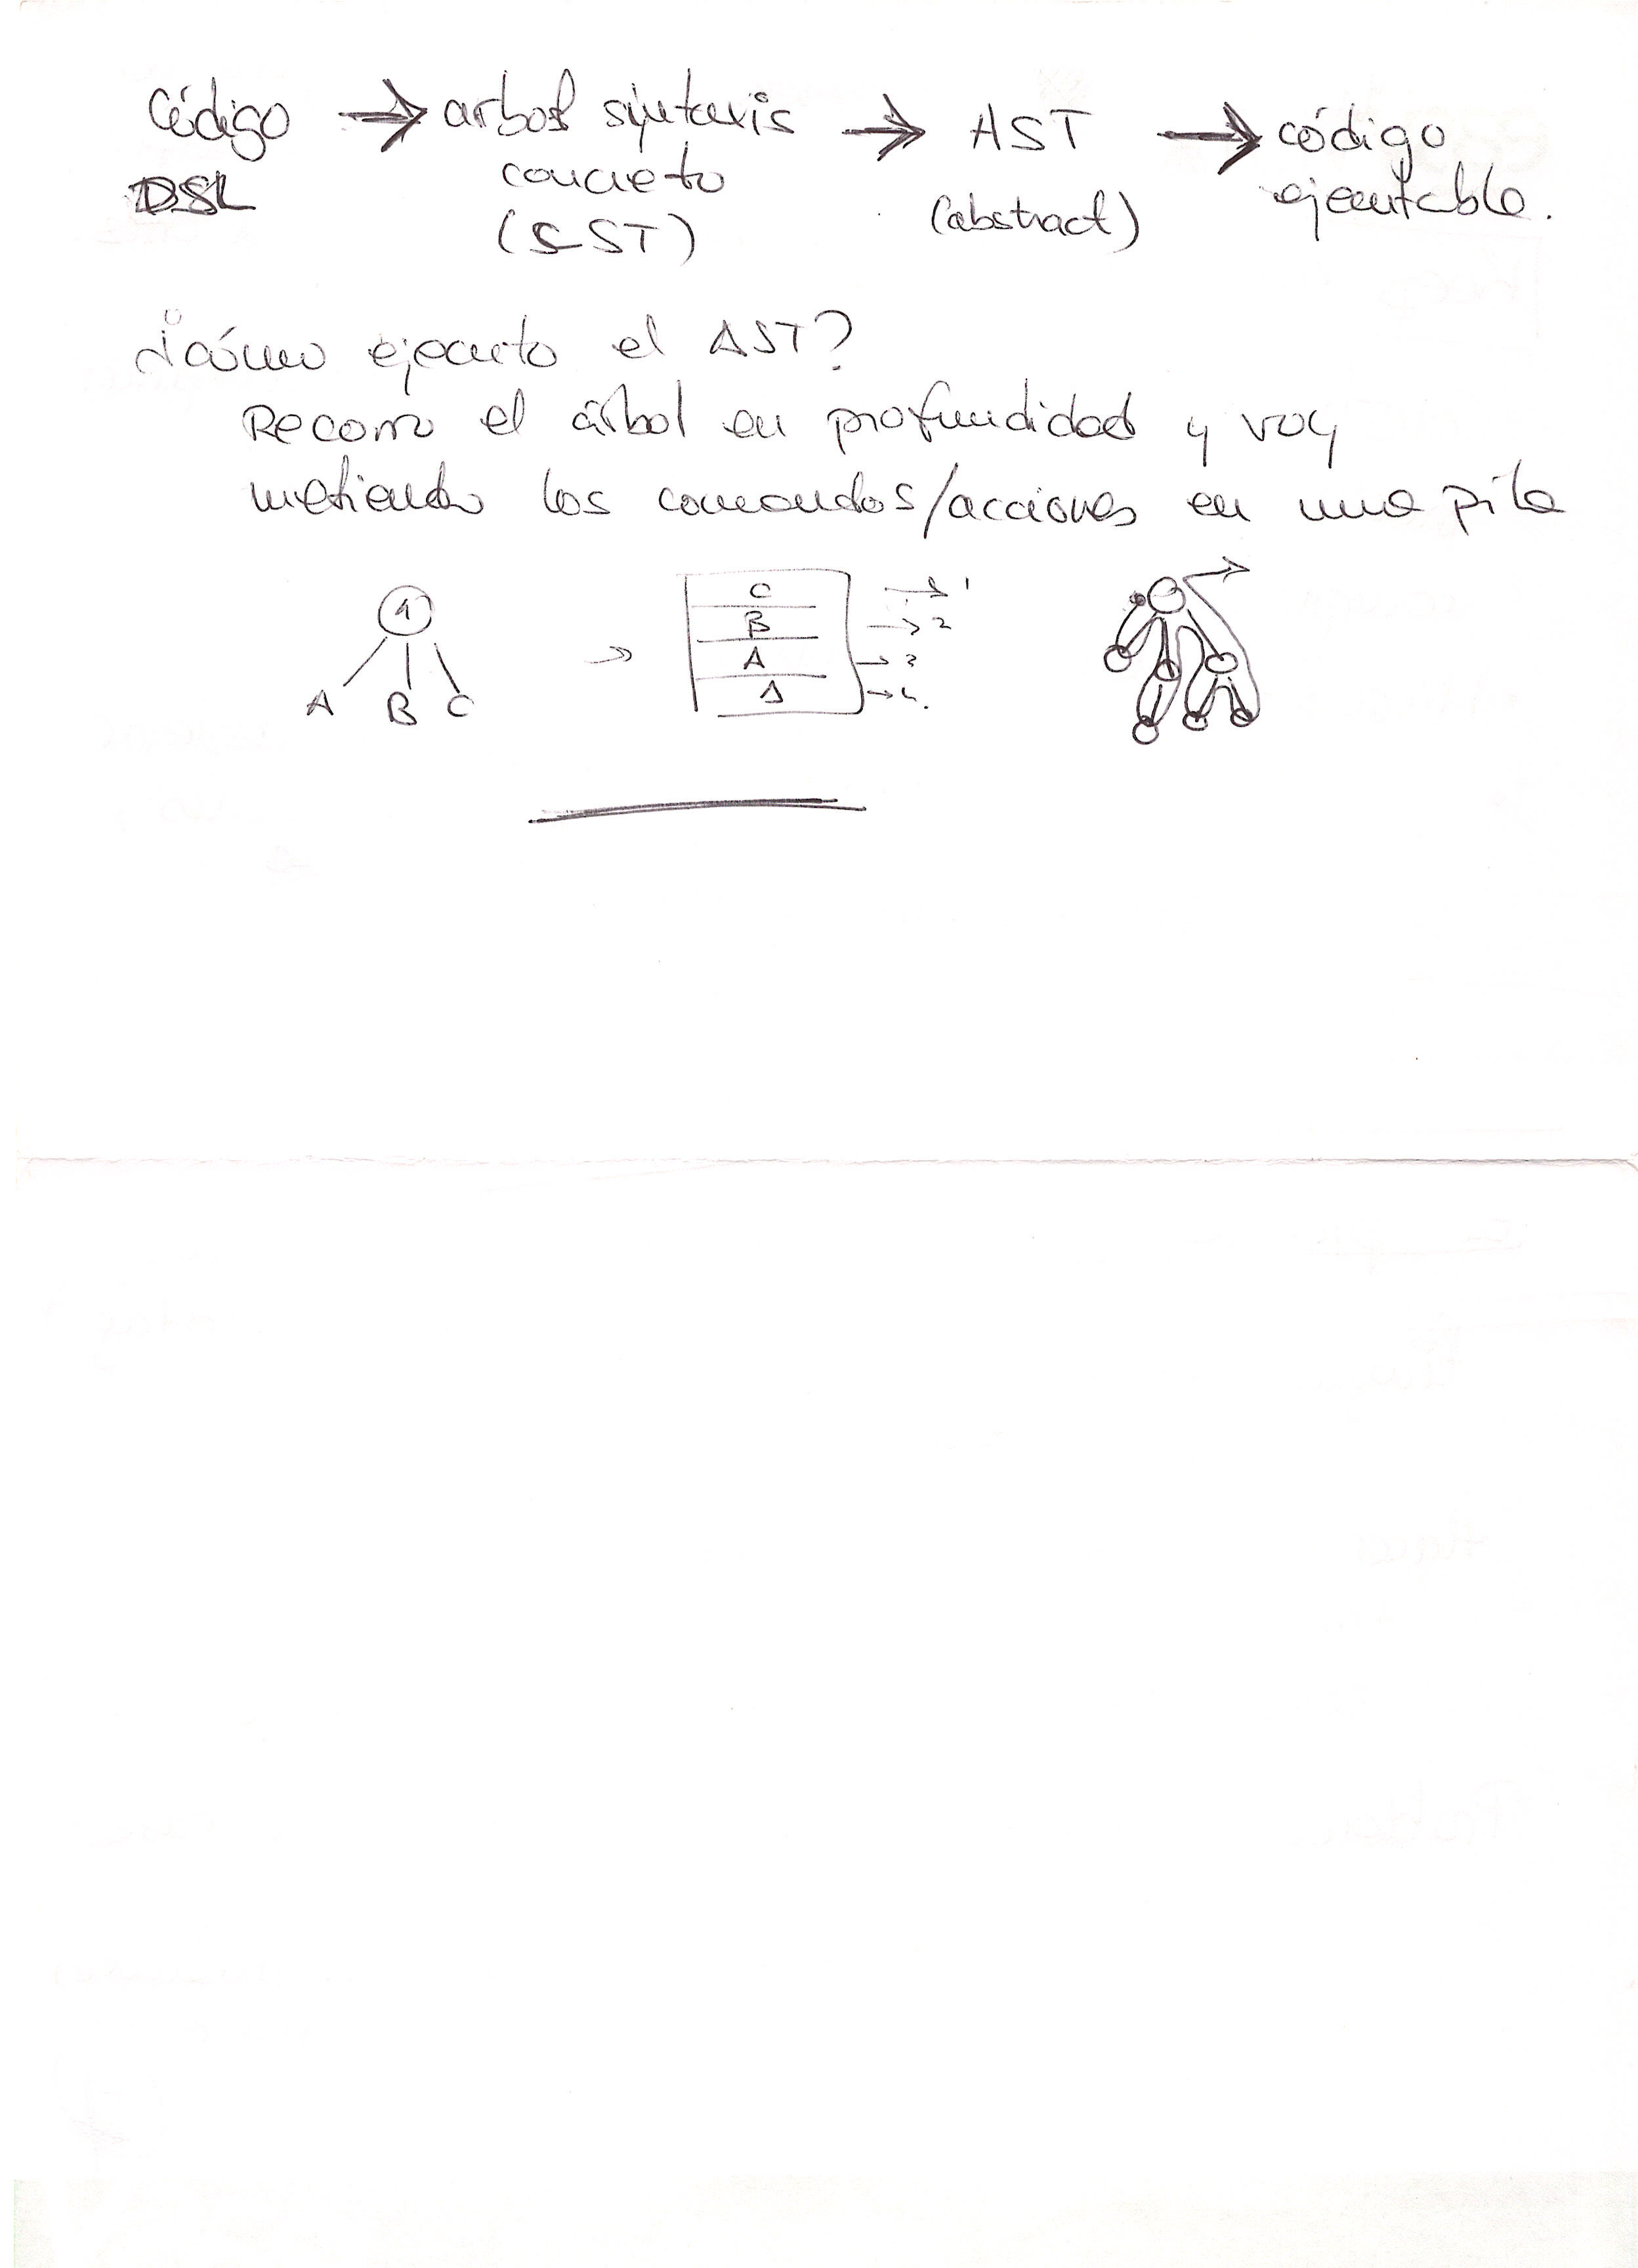 Código → arbol sintaxis → AST → código
DSL concreto (abstract) ejecutable.
(SST)
¿cómo ejecuto el AST?
Recorro el árbol en profundidad y voy
metiendo los comandos/acciones en una pila
1
A B C
C → 1
B → 2
A → 3
1 → 4.